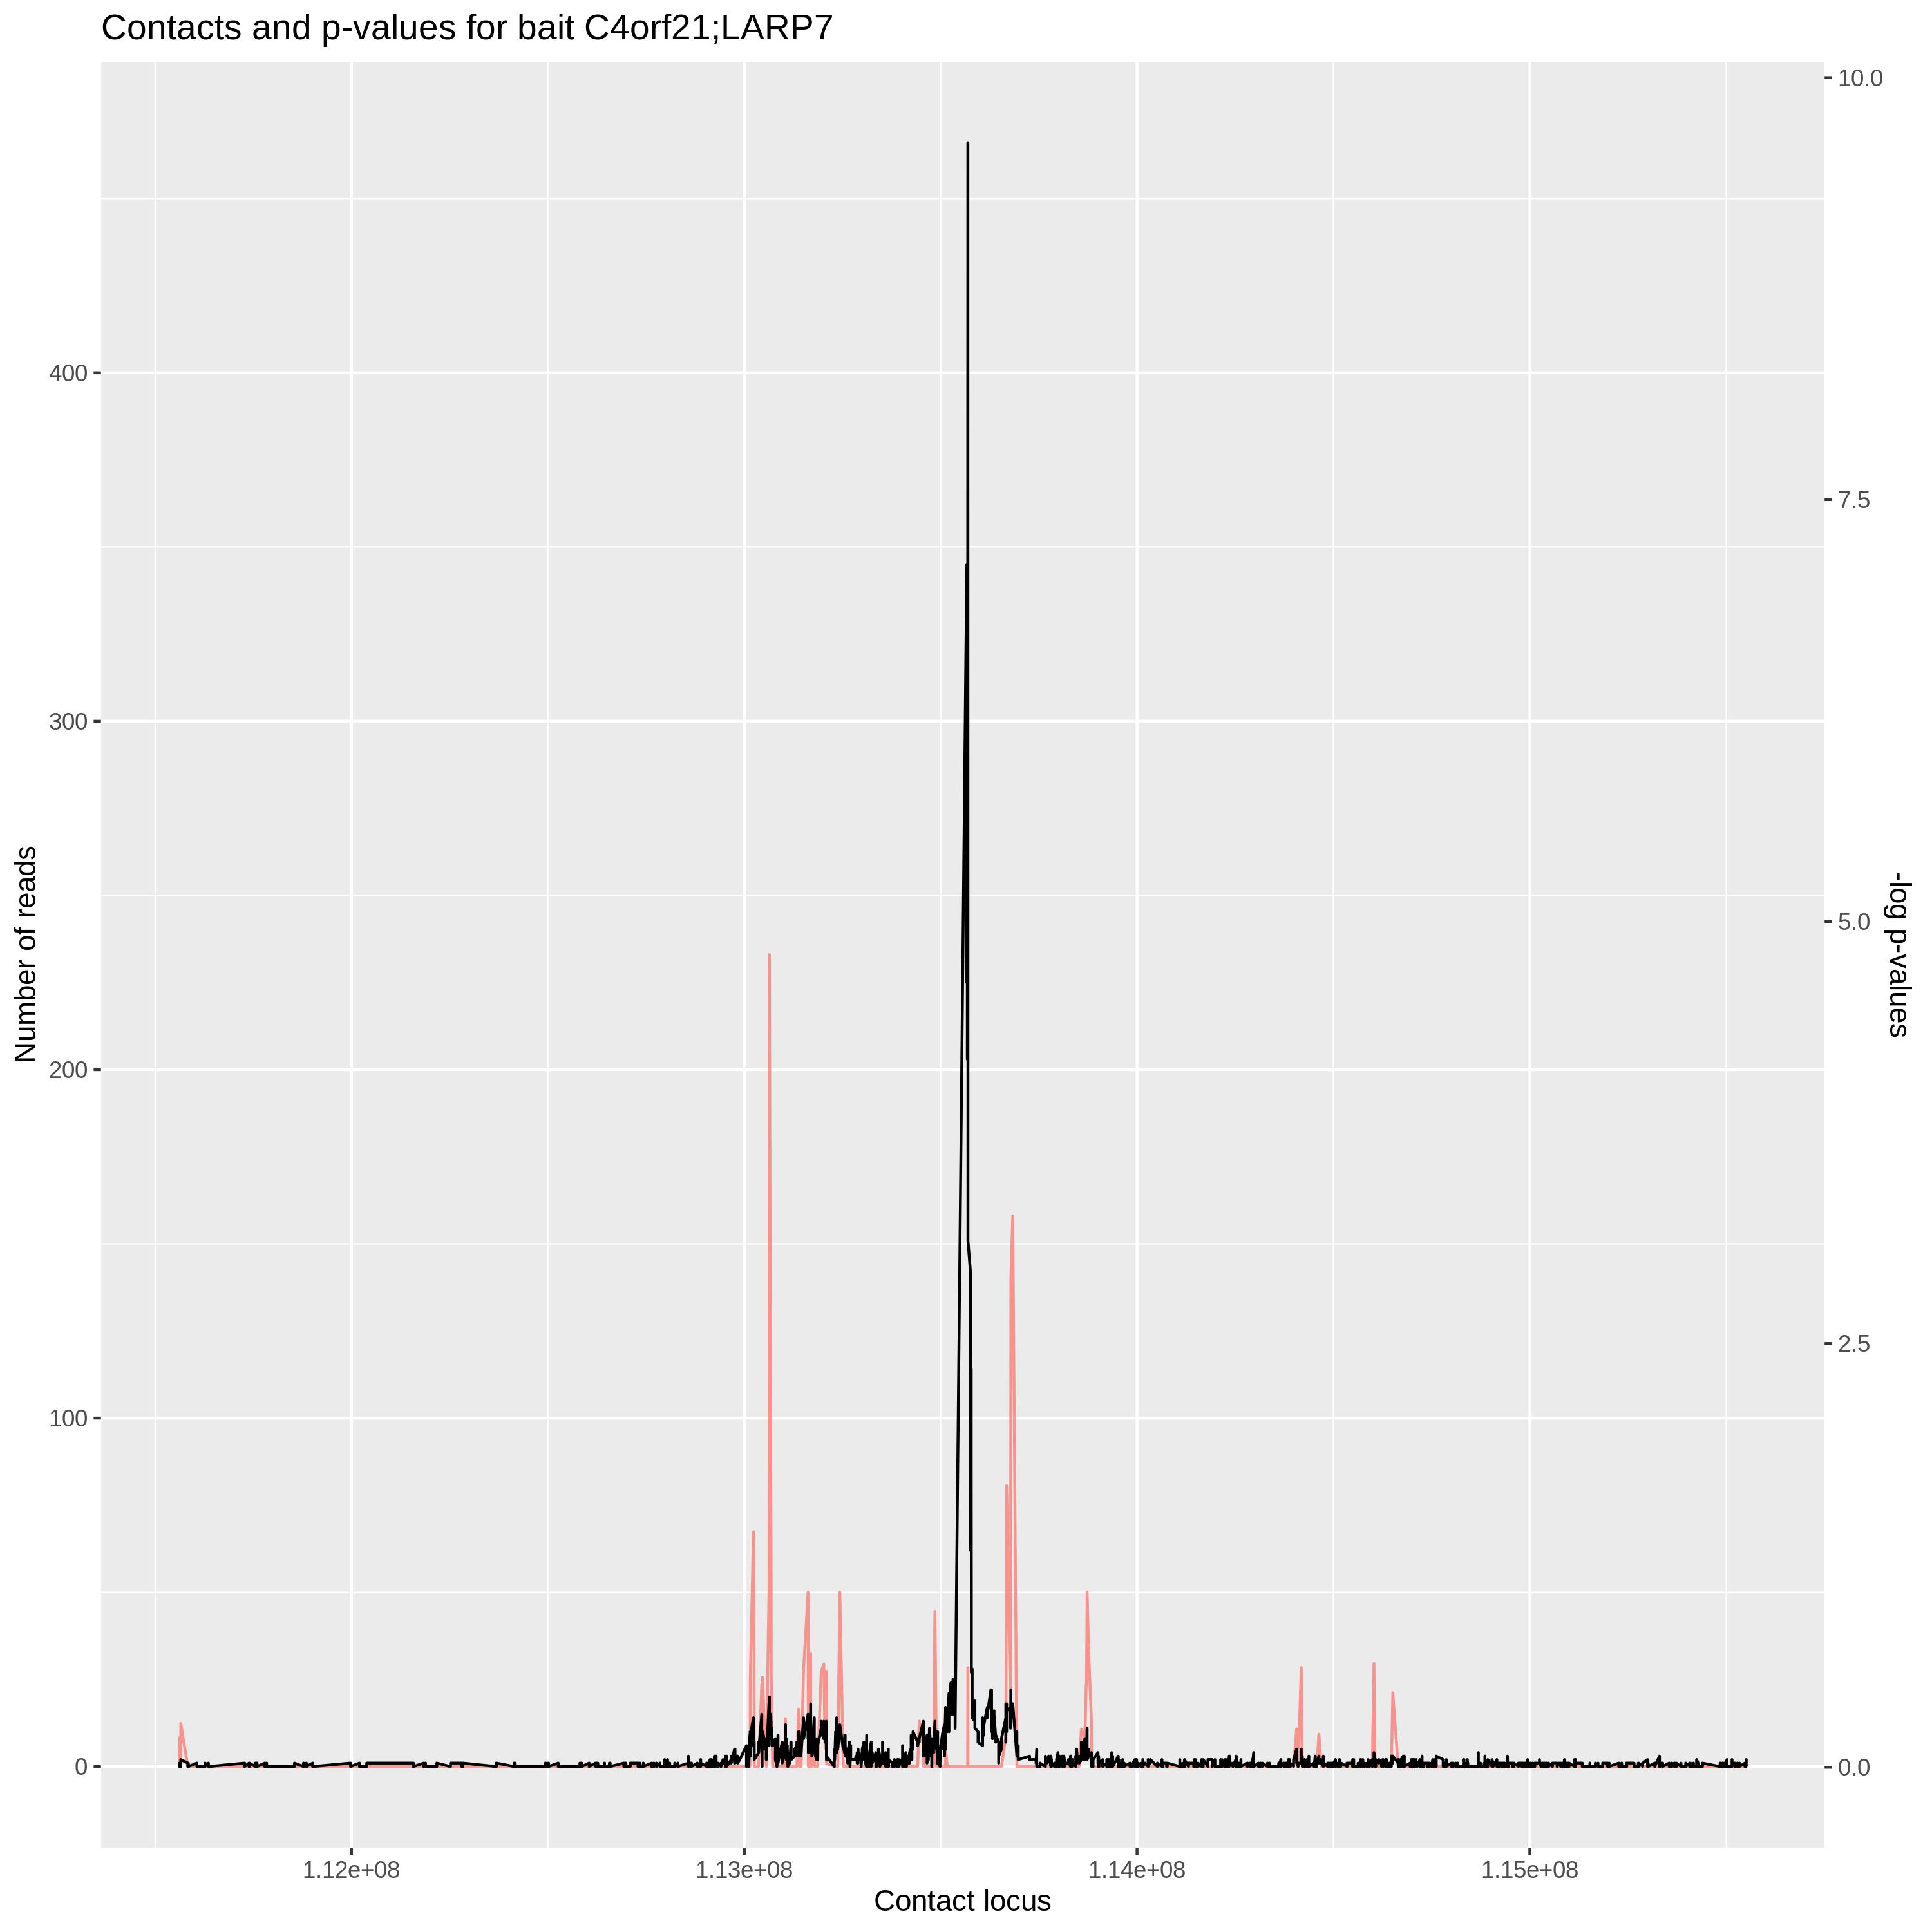 Contacts and p-values for bait C4orf21;LARP7
Number of reads
400
300
200
100
0
10.0
7.5
5.0
2.5
0.0
-log p-values
1.12e+08
1.13e+08
1.14e+08
1.15e+08
Contact locus